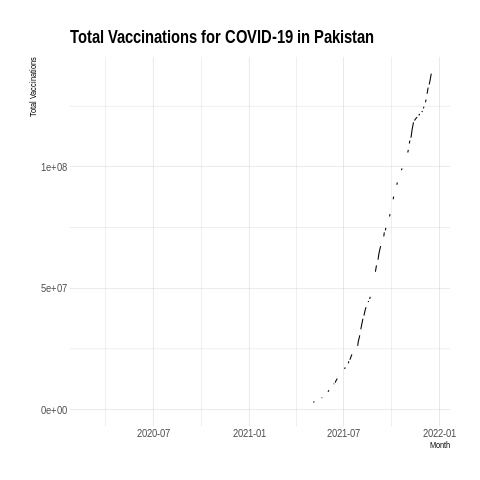 Total Vaccinations for COVID-19 in Pakistan
Total Vaccinations
1e+08
5e+07
0e+00
2020-07 2021-01 2021-07 2022-01
Month